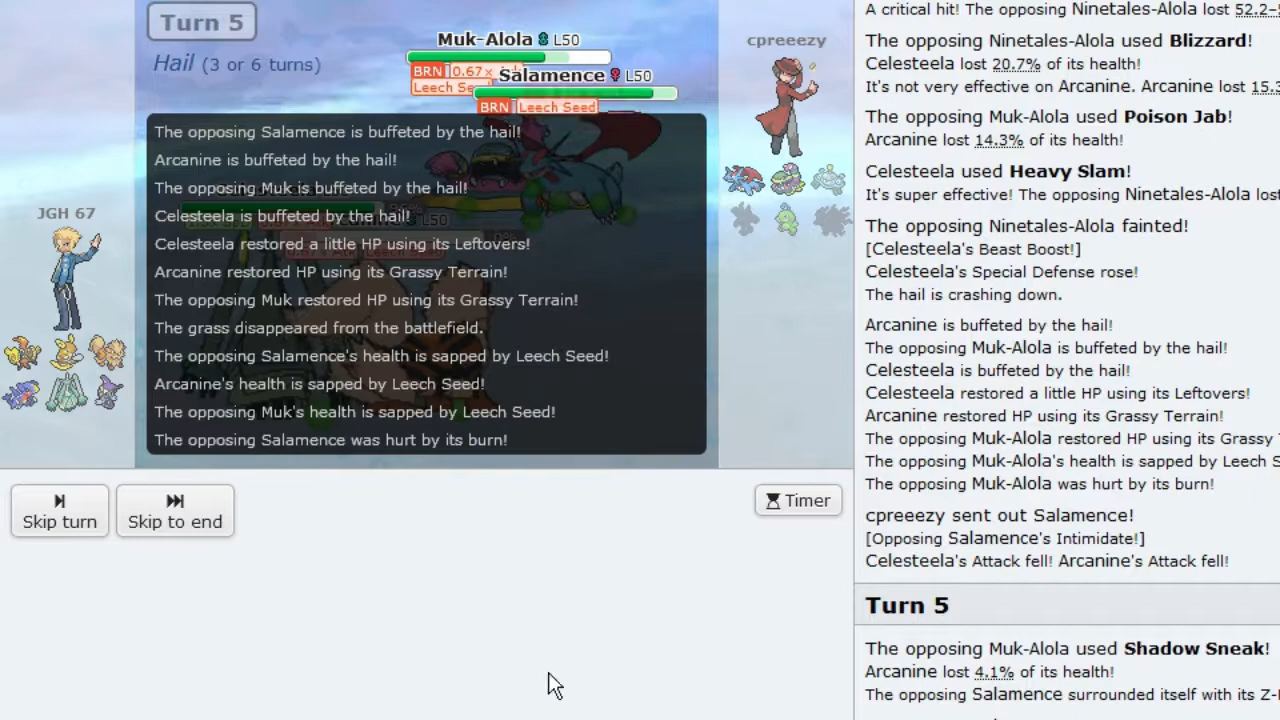 Turn 5
Hail (3 or 6 turns)
Muk-Alola L50
BRN 0.67×
Leech Se
Salamence L50
BRN Leech Seed
cpreeezy
JGH 67
The opposing Salamence is buffeted by the hail!
Arcanine is buffeted by the hail!
The opposing Muk is buffeted by the hail!
Celesteela is buffeted by the hail!
Celesteela restored a little HP using its Leftovers!
Arcanine restored HP using its Grassy Terrain!
The opposing Muk restored HP using its Grassy Terrain!
The grass disappeared from the battlefield.
The opposing Salamence's health is sapped by Leech Seed!
Arcanine's health is sapped by Leech Seed!
The opposing Muk's health is sapped by Leech Seed!
The opposing Salamence was hurt by its burn!
Skip turn
Skip to end
Timer
A critical hit! The opposing Ninetales-Alola lost 52.2–
The opposing Ninetales-Alola used Blizzard!
Celesteela lost 20.7% of its health!
It's not very effective on Arcanine. Arcanine lost 15.3
The opposing Muk-Alola used Poison Jab!
Arcanine lost 14.3% of its health!
Celesteela used Heavy Slam!
It's super effective! The opposing Ninetales-Alola lost
The opposing Ninetales-Alola fainted!
[Celesteela's Beast Boost!]
Celesteela's Special Defense rose!
The hail is crashing down.
Arcanine is buffeted by the hail!
The opposing Muk-Alola is buffeted by the hail!
Celesteela is buffeted by the hail!
Celesteela restored a little HP using its Leftovers!
Arcanine restored HP using its Grassy Terrain!
The opposing Muk-Alola restored HP using its Grassy
The opposing Muk-Alola's health is sapped by Leech S
The opposing Muk-Alola was hurt by its burn!
cpreeezy sent out Salamence!
[Opposing Salamence's Intimidate!]
Celesteela's Attack fell! Arcanine's Attack fell!
Turn 5
The opposing Muk-Alola used Shadow Sneak!
Arcanine lost 4.1% of its health!
The opposing Salamence surrounded itself with its Z-